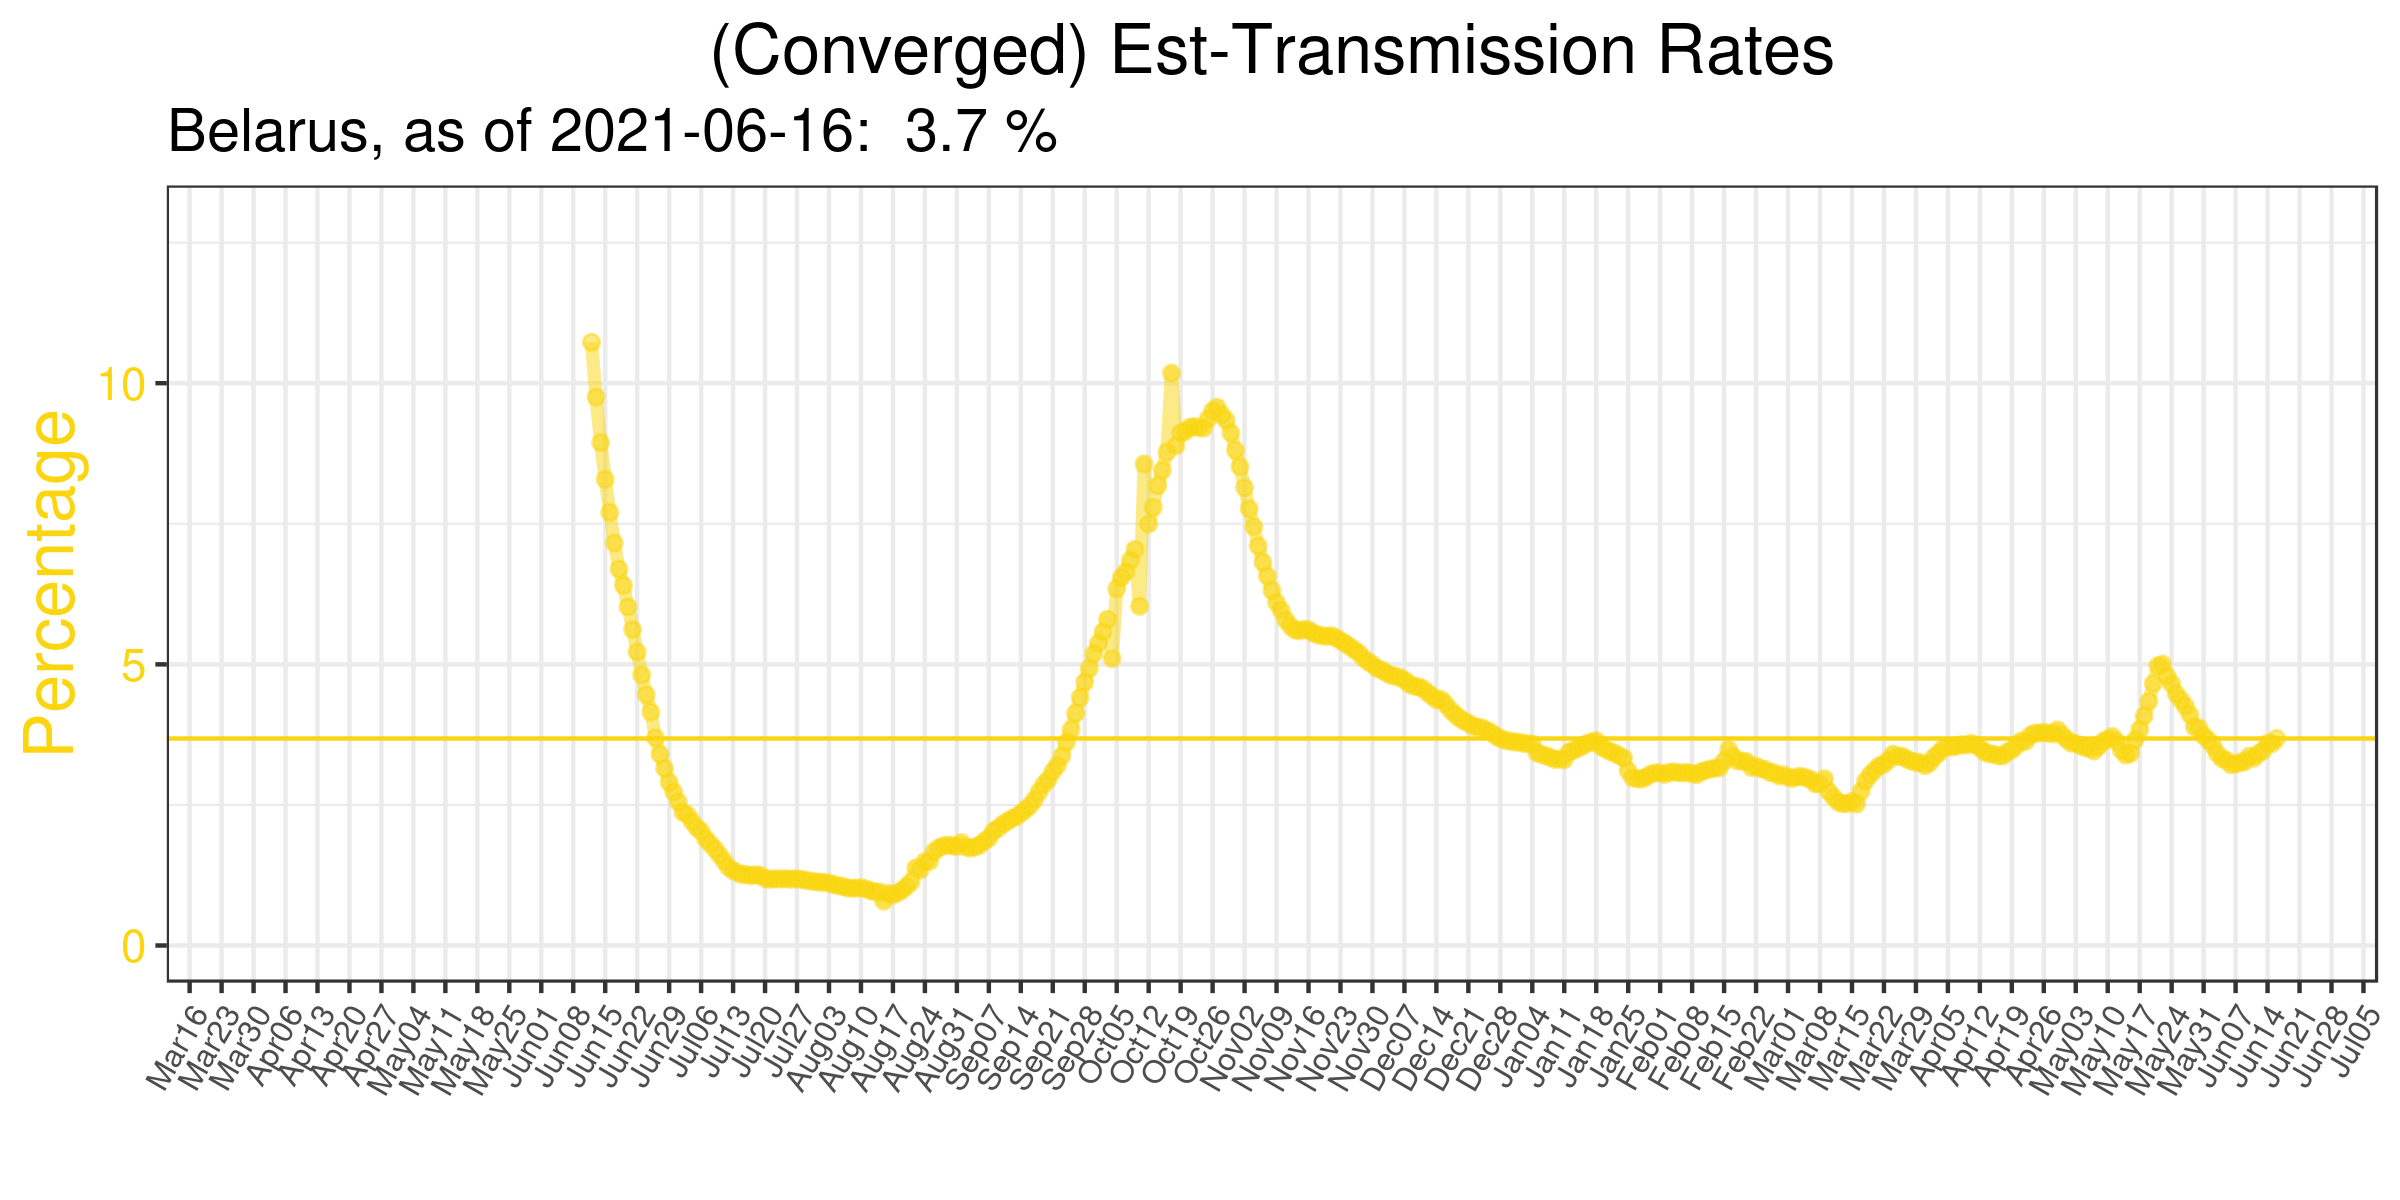 (Converged) Est-Transmission Rates
Belarus, as of 2021-06-16:  3.7 %
Percentage
10
5
0
Mar16
Mar23
Mar30
Apr06
Apr13
Apr20
Apr27
May04
May11
May18
May25
Jun01
Jun08
Jun15
Jun22
Jun29
Jul06
Jul13
Jul20
Jul27
Aug03
Aug10
Aug17
Aug24
Aug31
Sep07
Sep14
Sep21
Sep28
Oct05
Oct12
Oct19
Oct26
Nov02
Nov09
Nov16
Nov23
Nov30
Dec07
Dec14
Dec21
Dec28
Jan04
Jan11
Jan18
Jan25
Feb01
Feb08
Feb15
Feb22
Mar01
Mar08
Mar15
Mar22
Mar29
Apr05
Apr12
Apr19
Apr26
May03
May10
May17
May24
May31
Jun07
Jun14
Jun21
Jun28
Jul05